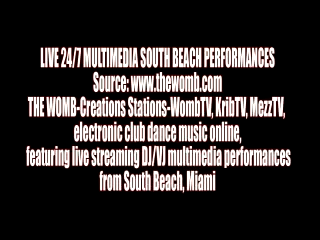 LIVE 24/7 MULTIMEDIA SOUTH BEACH PERFORMANCES
Source: www.thewomb.com
THE WOMB-Creations Stations-WombTV, KribTV, MezzTV,
electronic club dance music online,
featuring live streaming DJ/VJ multimedia performances
from South Beach, Miami